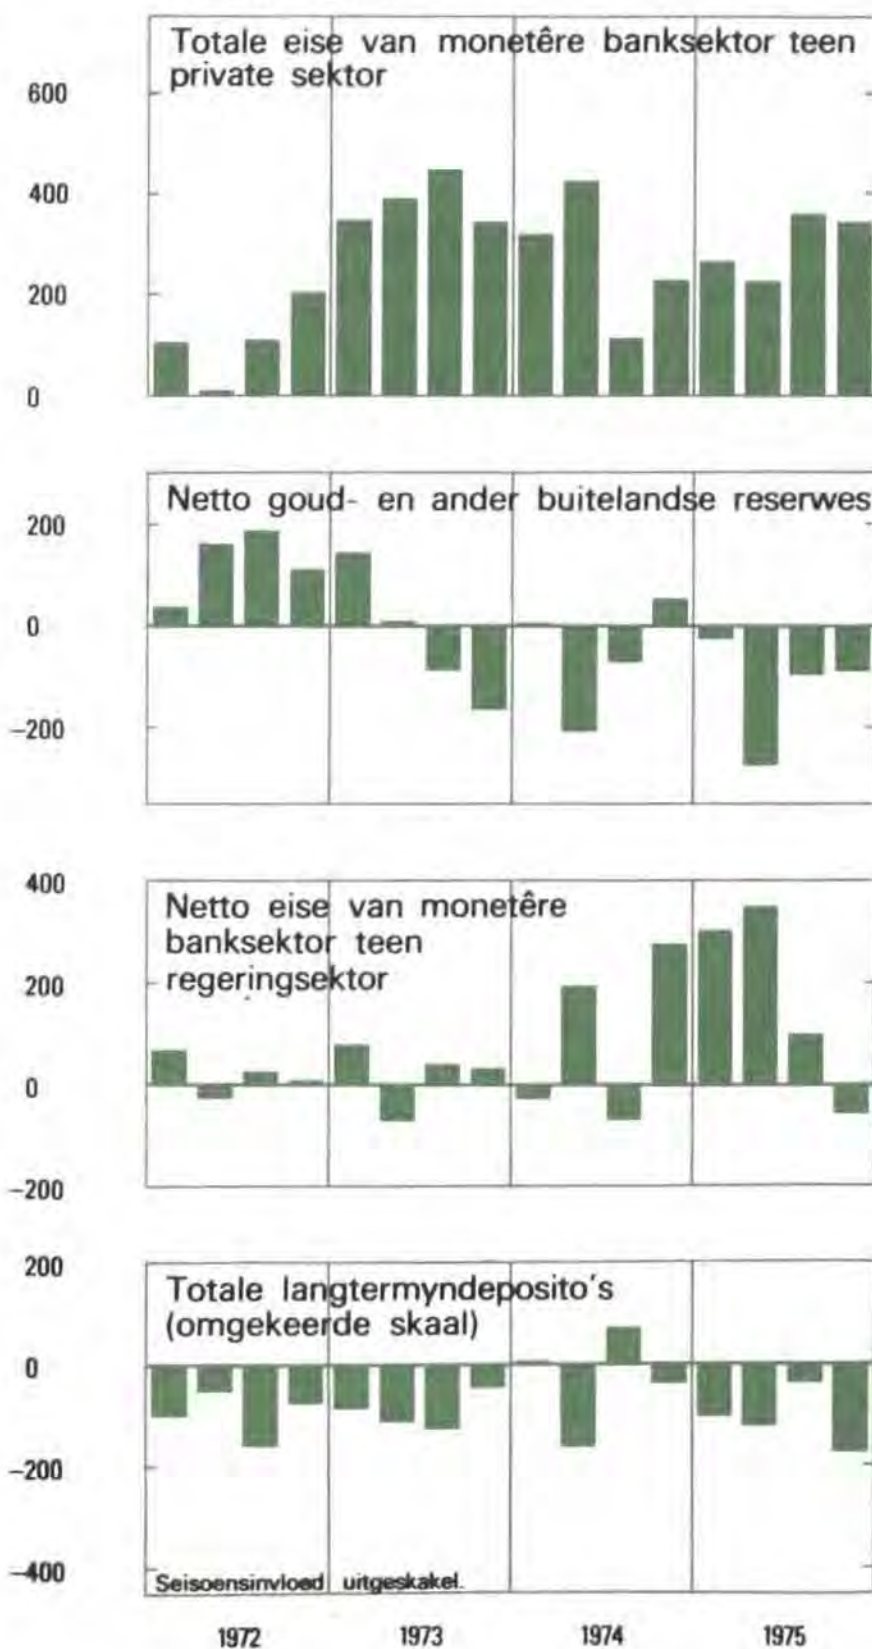 Totale eise van monetêre banksektor teen
private sektor
600
400
200
0
Netto goud- en ander buitelandse reserwes
200
0
–200
Netto eise van monetêre
banksektor teen
regeringsektor
400
200
0
–200
Totale langtermyndeposito's
(omgekeerde skaal)
200
0
–200
–400
Seisoensinvloed uitgeskakel.
1972 1973 1974 1975